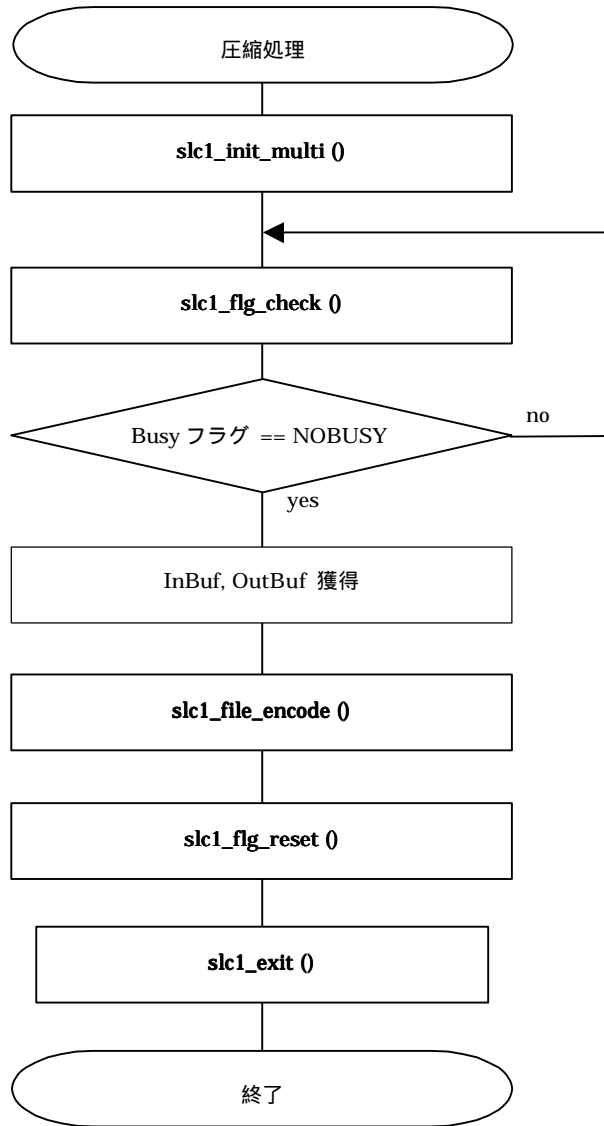 圧縮処理
slc1_init_multi ()
slc1_flg_check ()
Busy フラグ == NOBUSY
no
yes
InBuf, OutBuf 獲得
slc1_file_encode ()
slc1_flg_reset ()
slc1_exit ()
終了